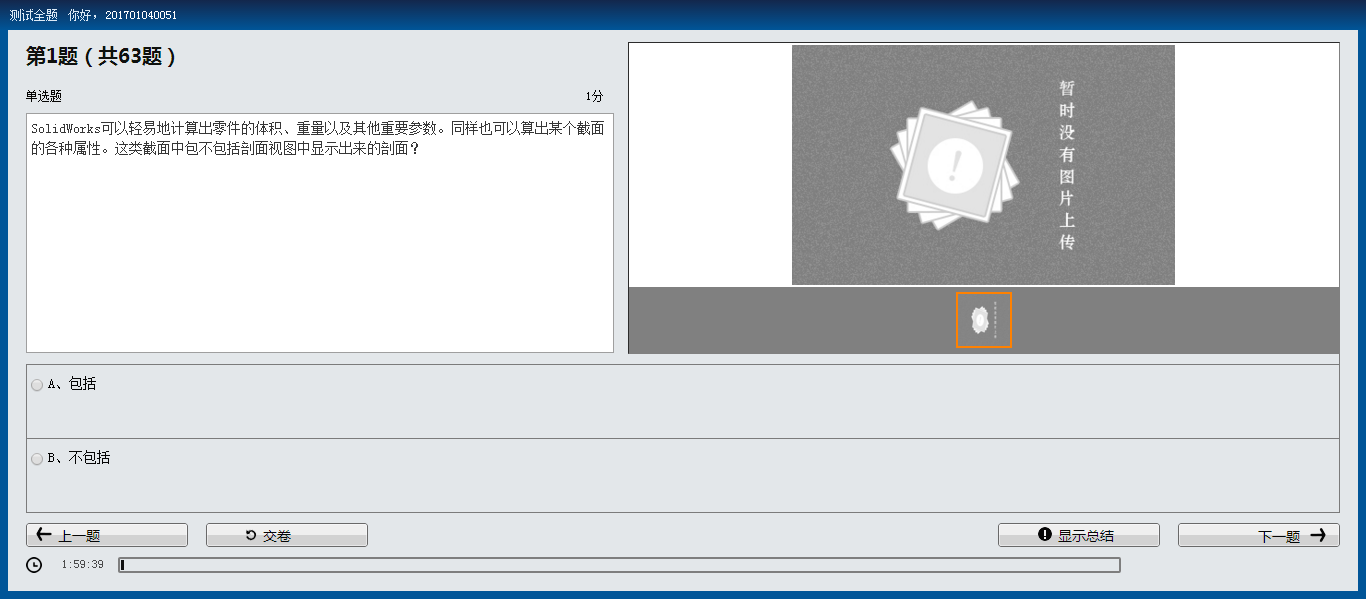 测试全题 你好，201701040051
第1题（共63题）
单选题 1分
SolidWorks可以轻易地计算出零件的体积、重量以及其他重要参数。同样也可以算出某个截面
的各种属性。这类截面中包不包括剖面视图中显示出来的剖面？
暂时没有图片上传
A、包括
B、不包括
上一题 交卷 显示总结 下一题
1:59:39